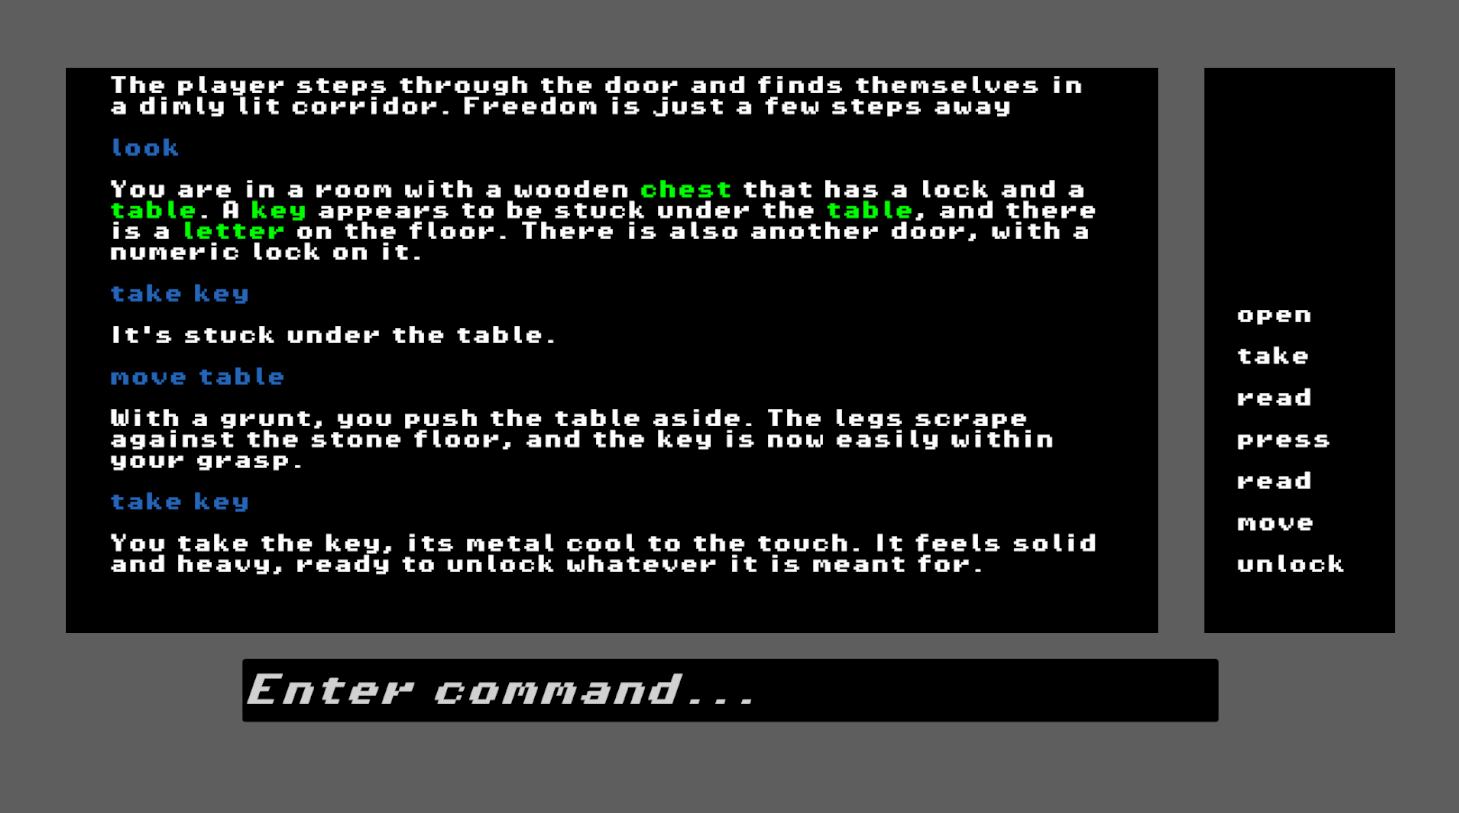 The player steps through the door and finds themselves in
a dimly lit corridor. Freedom is just a few steps away
look
You are in a room with a wooden chest that has a lock and a
table. A key appears to be stuck under the table, and there
is a letter on the floor. There is also another door, with a
numeric lock on it.
take key
It's stuck under the table.
move table
With a grunt, you push the table aside. The legs scrape
against the stone floor, and the key is now easily within
your grasp.
take key
You take the key, its metal cool to the touch. It feels solid
and heavy, ready to unlock whatever it is meant for.
open
take
read
press
read
move
unlock
Enter command...